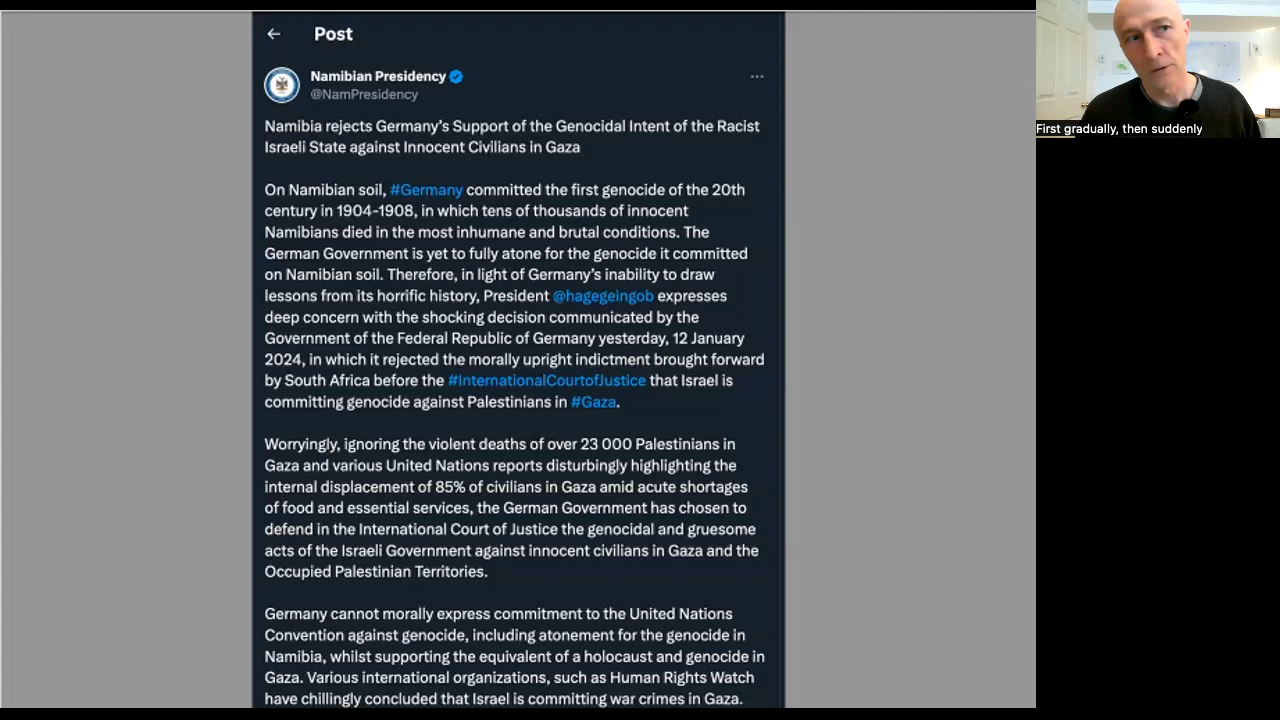 Post
Namibian Presidency
@NamPresidency
Namibia rejects Germany's Support of the Genocidal Intent of the Racist
Israeli State against Innocent Civilians in Gaza
On Namibian soil, #Germany committed the first genocide of the 20th
century in 1904-1908, in which tens of thousands of innocent
Namibians died in the most inhumane and brutal conditions. The
German Government is yet to fully atone for the genocide it committed
on Namibian soil. Therefore, in light of Germany's inability to draw
lessons from its horrific history, President @hagegeingob expresses
deep concern with the shocking decision communicated by the
Government of the Federal Republic of Germany yesterday, 12 January
2024, in which it rejected the morally upright indictment brought forward
by South Africa before the #InternationalCourtofJustice that Israel is
committing genocide against Palestinians in #Gaza.
Worryingly, ignoring the violent deaths of over 23 000 Palestinians in
Gaza and various United Nations reports disturbingly highlighting the
internal displacement of 85% of civilians in Gaza amid acute shortages
of food and essential services, the German Government has chosen to
defend in the International Court of Justice the genocidal and gruesome
acts of the Israeli Government against innocent civilians in Gaza and the
Occupied Palestinian Territories.
Germany cannot morally express commitment to the United Nations
Convention against genocide, including atonement for the genocide in
Namibia, whilst supporting the equivalent of a holocaust and genocide in
Gaza. Various international organizations, such as Human Rights Watch
have chillingly concluded that Israel is committing war crimes in Gaza.
First gradually, then suddenly